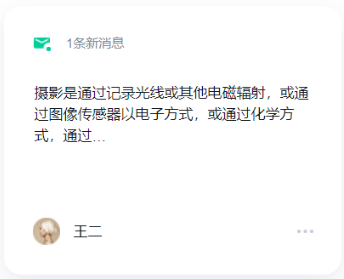 1条新消息
摄影是通过记录光线或其他电磁辐射，或通
过图像传感器以电子方式，或通过化学方
式，通过...
王二